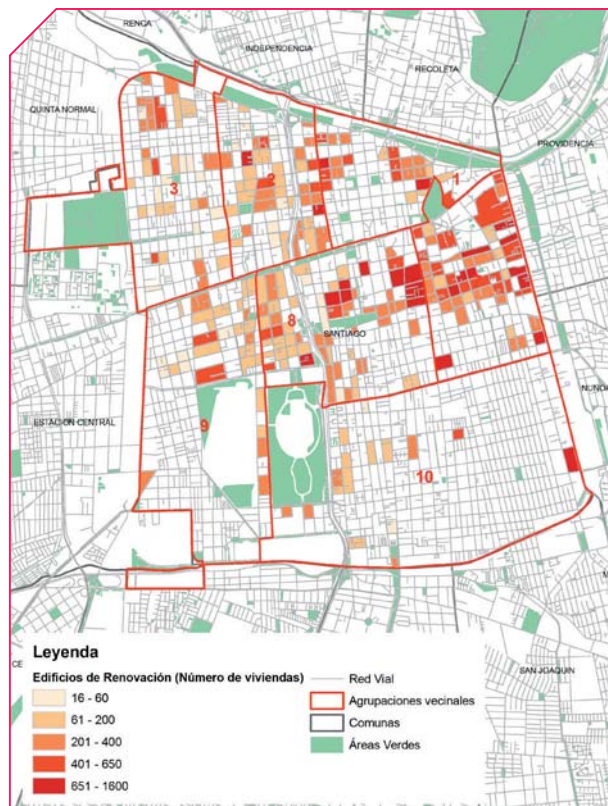 RENCA
INDEPENDENCIA
RECOLETA
QUINTA NORMAL
PROVIDENCIA
1
2
3
8
SANTIAGO
ÑUÑO
ESTACION CENTRAL
9
10
M
CE
SAN JOAQUIN
Leyenda
Edificios de Renovación (Número de viviendas)
16 - 60
61 - 200
201 - 400
401 - 650
651 - 1600
Red Vial
Agrupaciones vecinales
Comunas
Áreas Verdes